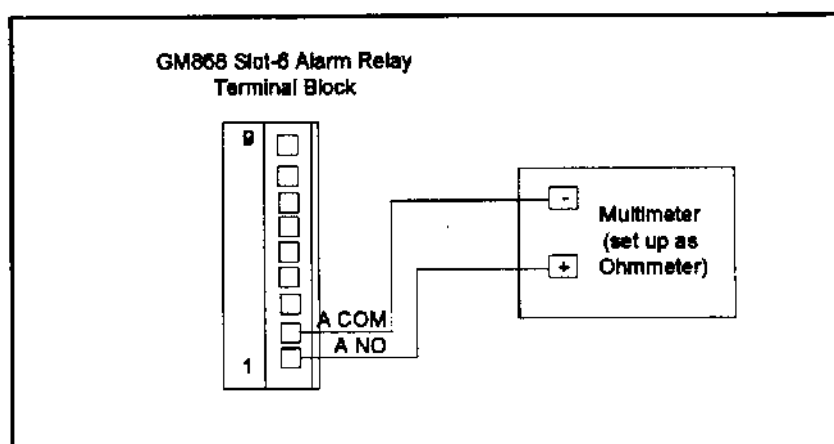 GM868 Slot-6 Alarm Relay
Terminal Block
9
-
Multimeter
(set up as
Ohmmeter)
+
A COM
A NO
1